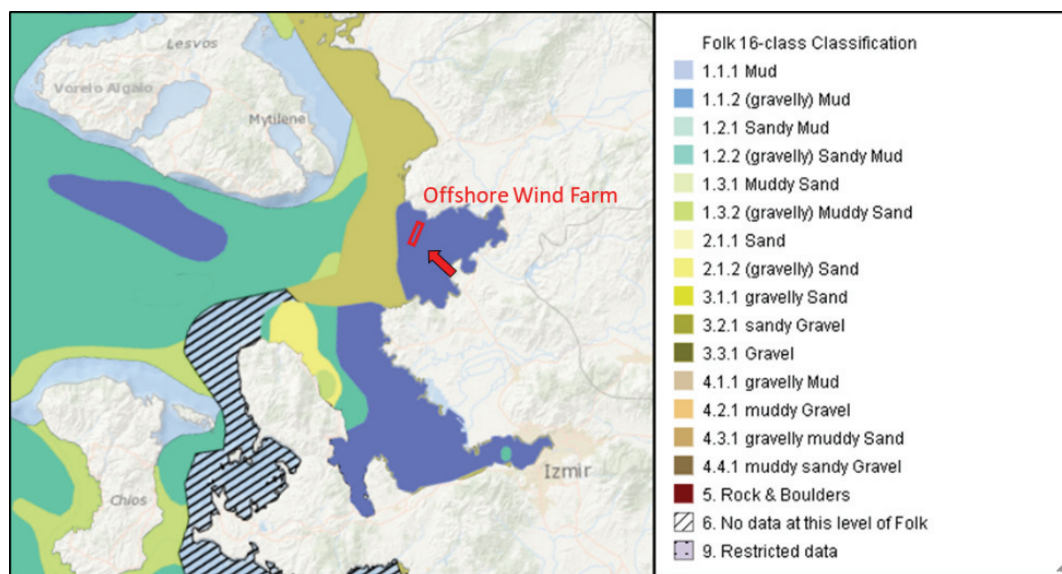 Lesvos
Voreio Aigaio
Mytilene
Offshore Wind Farm
Izmir
Chios
Folk 16-class Classification
1.1.1 Mud
1.1.2 (gravelly) Mud
1.2.1 Sandy Mud
1.2.2 (gravelly) Sandy Mud
1.3.1 Muddy Sand
1.3.2 (gravelly) Muddy Sand
2.1.1 Sand
2.1.2 (gravelly) Sand
3.1.1 gravelly Sand
3.2.1 sandy Gravel
3.3.1 Gravel
4.1.1 gravelly Mud
4.2.1 muddy Gravel
4.3.1 gravelly muddy Sand
4.4.1 muddy sandy Gravel
5. Rock & Boulders
6. No data at this level of Folk
9. Restricted data